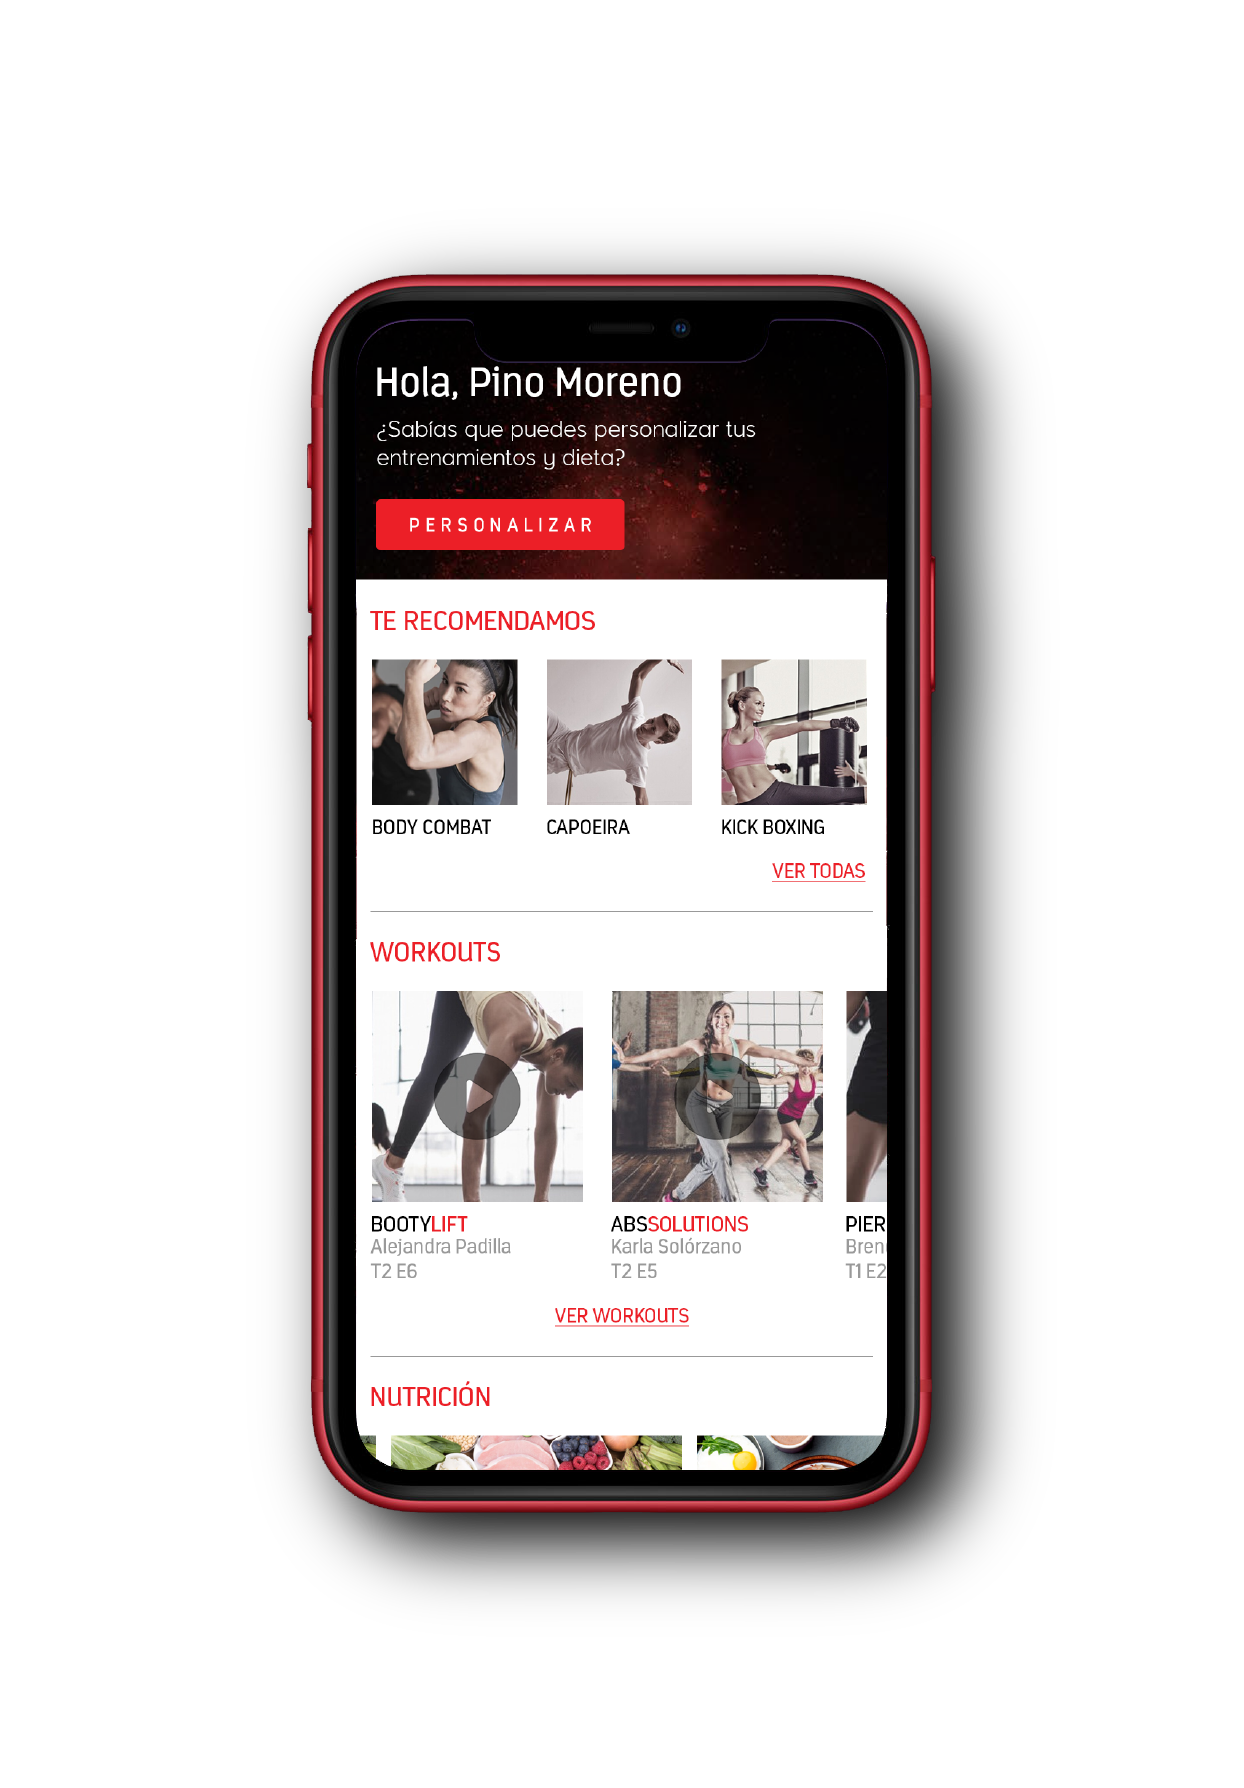 Hola, Pino Moreno
¿Sabías que puedes personalizar tus
entrenamientos y dieta?
PERSONALIZAR
TE RECOMENDAMOS
BODY COMBAT
CAPOEIRA
KICK BOXING
VER TODAS
WORKOUTS
BOOTYLIFT
Alejandra Padilla
T2 E6
ABSSOLUTIONS
Karla Solórzano
T2 E5
PIER
Bren
T1 E2
VER WORKOUTS
NUTRICIÓN